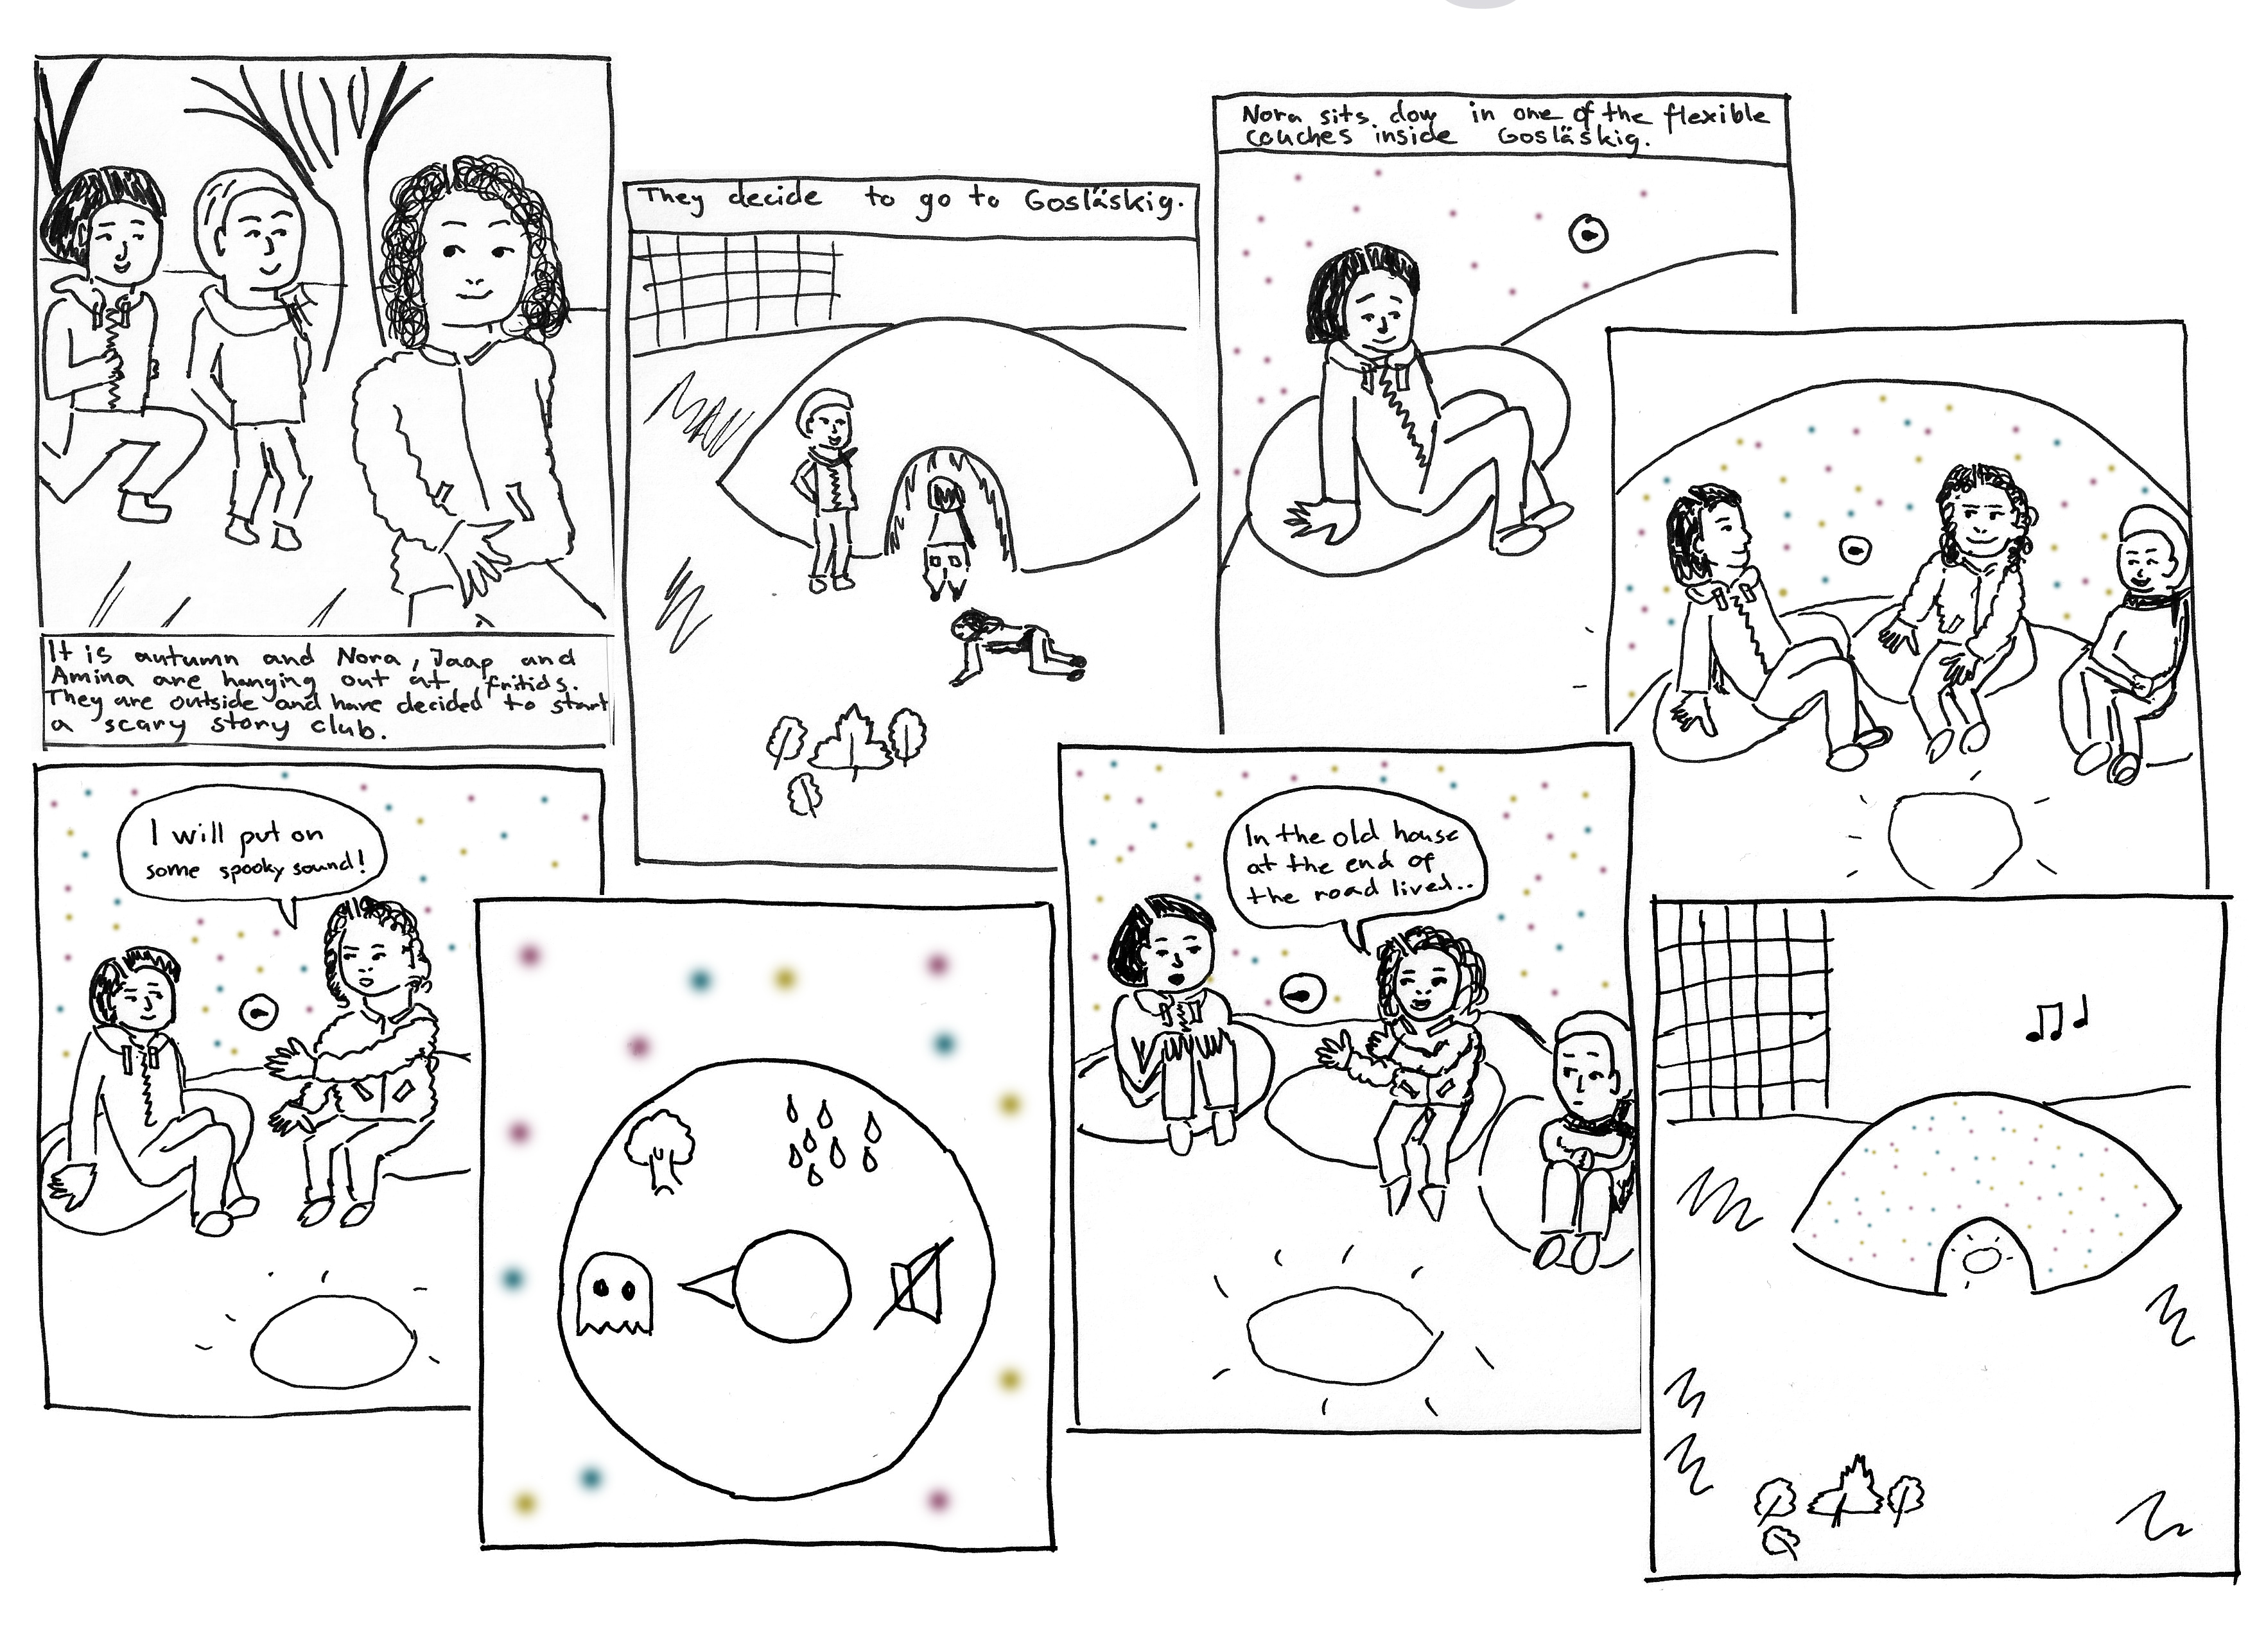 It is autumn and Nora, Jaap and
Amina are hanging out at fritids.
They are outside and have decided to start
a scary story club.
They decide to go to Gosläskig.
Nora sits dow in one of the flexible
couches inside Gosläskig.
I will put on
some spooky sound!
In the old house
at the end of
the road lived..